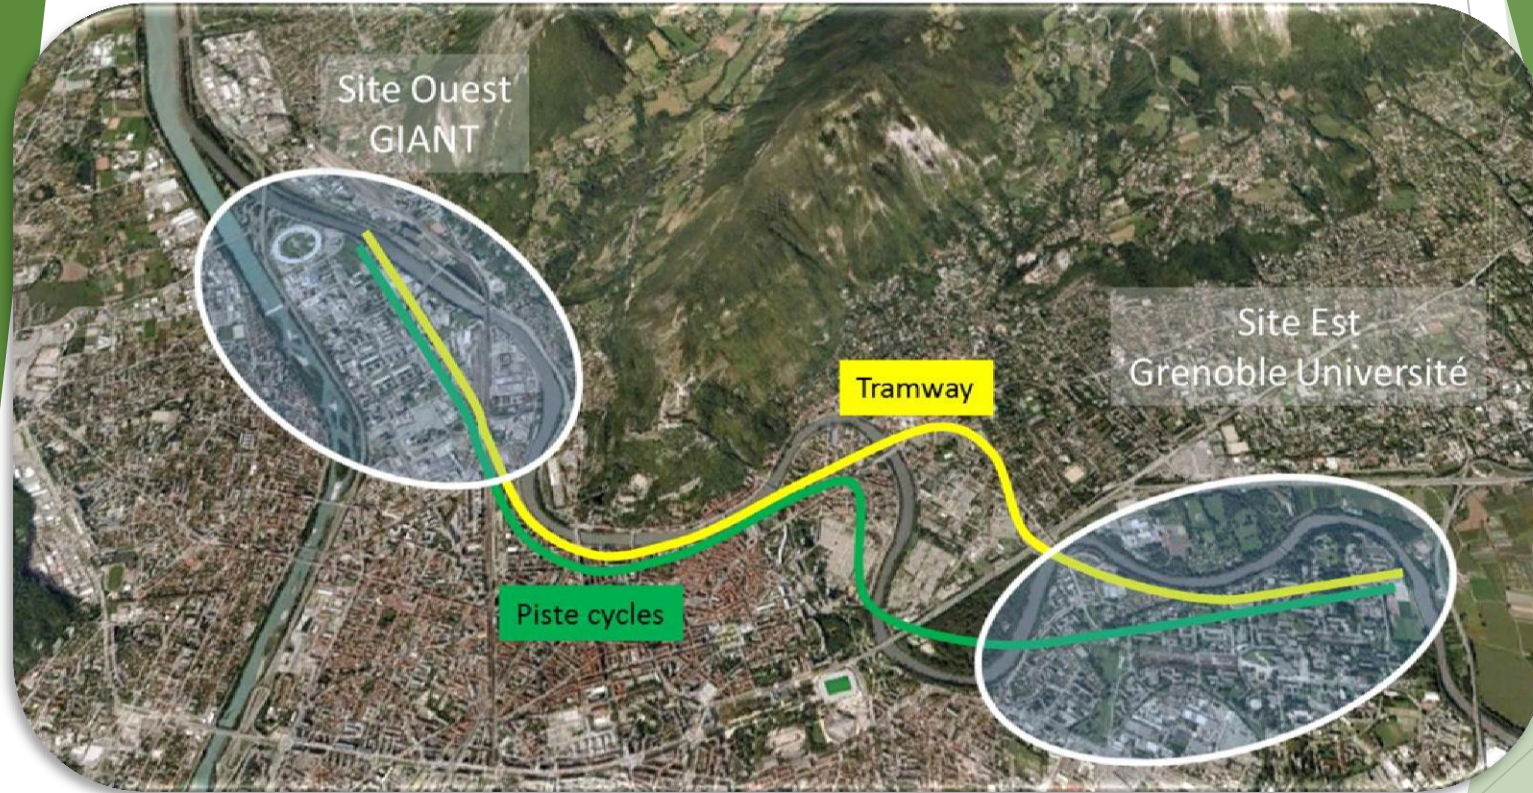 Site Ouest
GIANT
Site Est
Grenoble Université
Tramway
Piste cycles